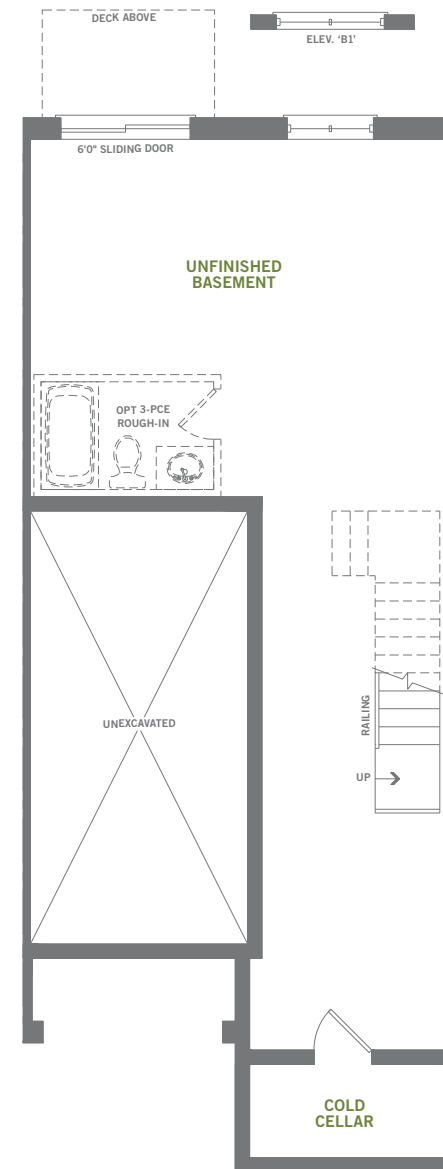 DECK ABOVE
ELEV. ‘B1’
6'0" SLIDING DOOR
UNFINISHED
BASEMENT
OPT 3-PCE
ROUGH-IN
UNEXCAVATED
RAILING
UP
COLD
CELLAR